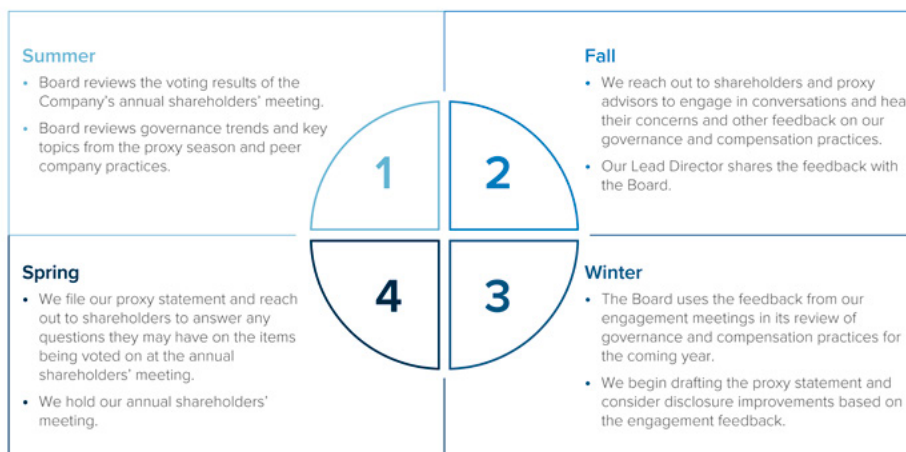 Summer
• Board reviews the voting results of the
Company's annual shareholders' meeting.
• Board reviews governance trends and key
topics from the proxy season and peer
company practices.
1
Fall
• We reach out to shareholders and proxy
advisors to engage in conversations and hea
their concerns and other feedback on our
governance and compensation practices.
• Our Lead Director shares the feedback with
the Board.
2
Winter
• The Board uses the feedback from our
engagement meetings in its review of
governance and compensation practices for
the coming year.
• We begin drafting the proxy statement and
consider disclosure improvements based on
the engagement feedback.
3
Spring
• We file our proxy statement and reach
out to shareholders to answer any
questions they may have on the items
being voted on at the annual
shareholders' meeting.
• We hold our annual shareholders'
meeting.
4